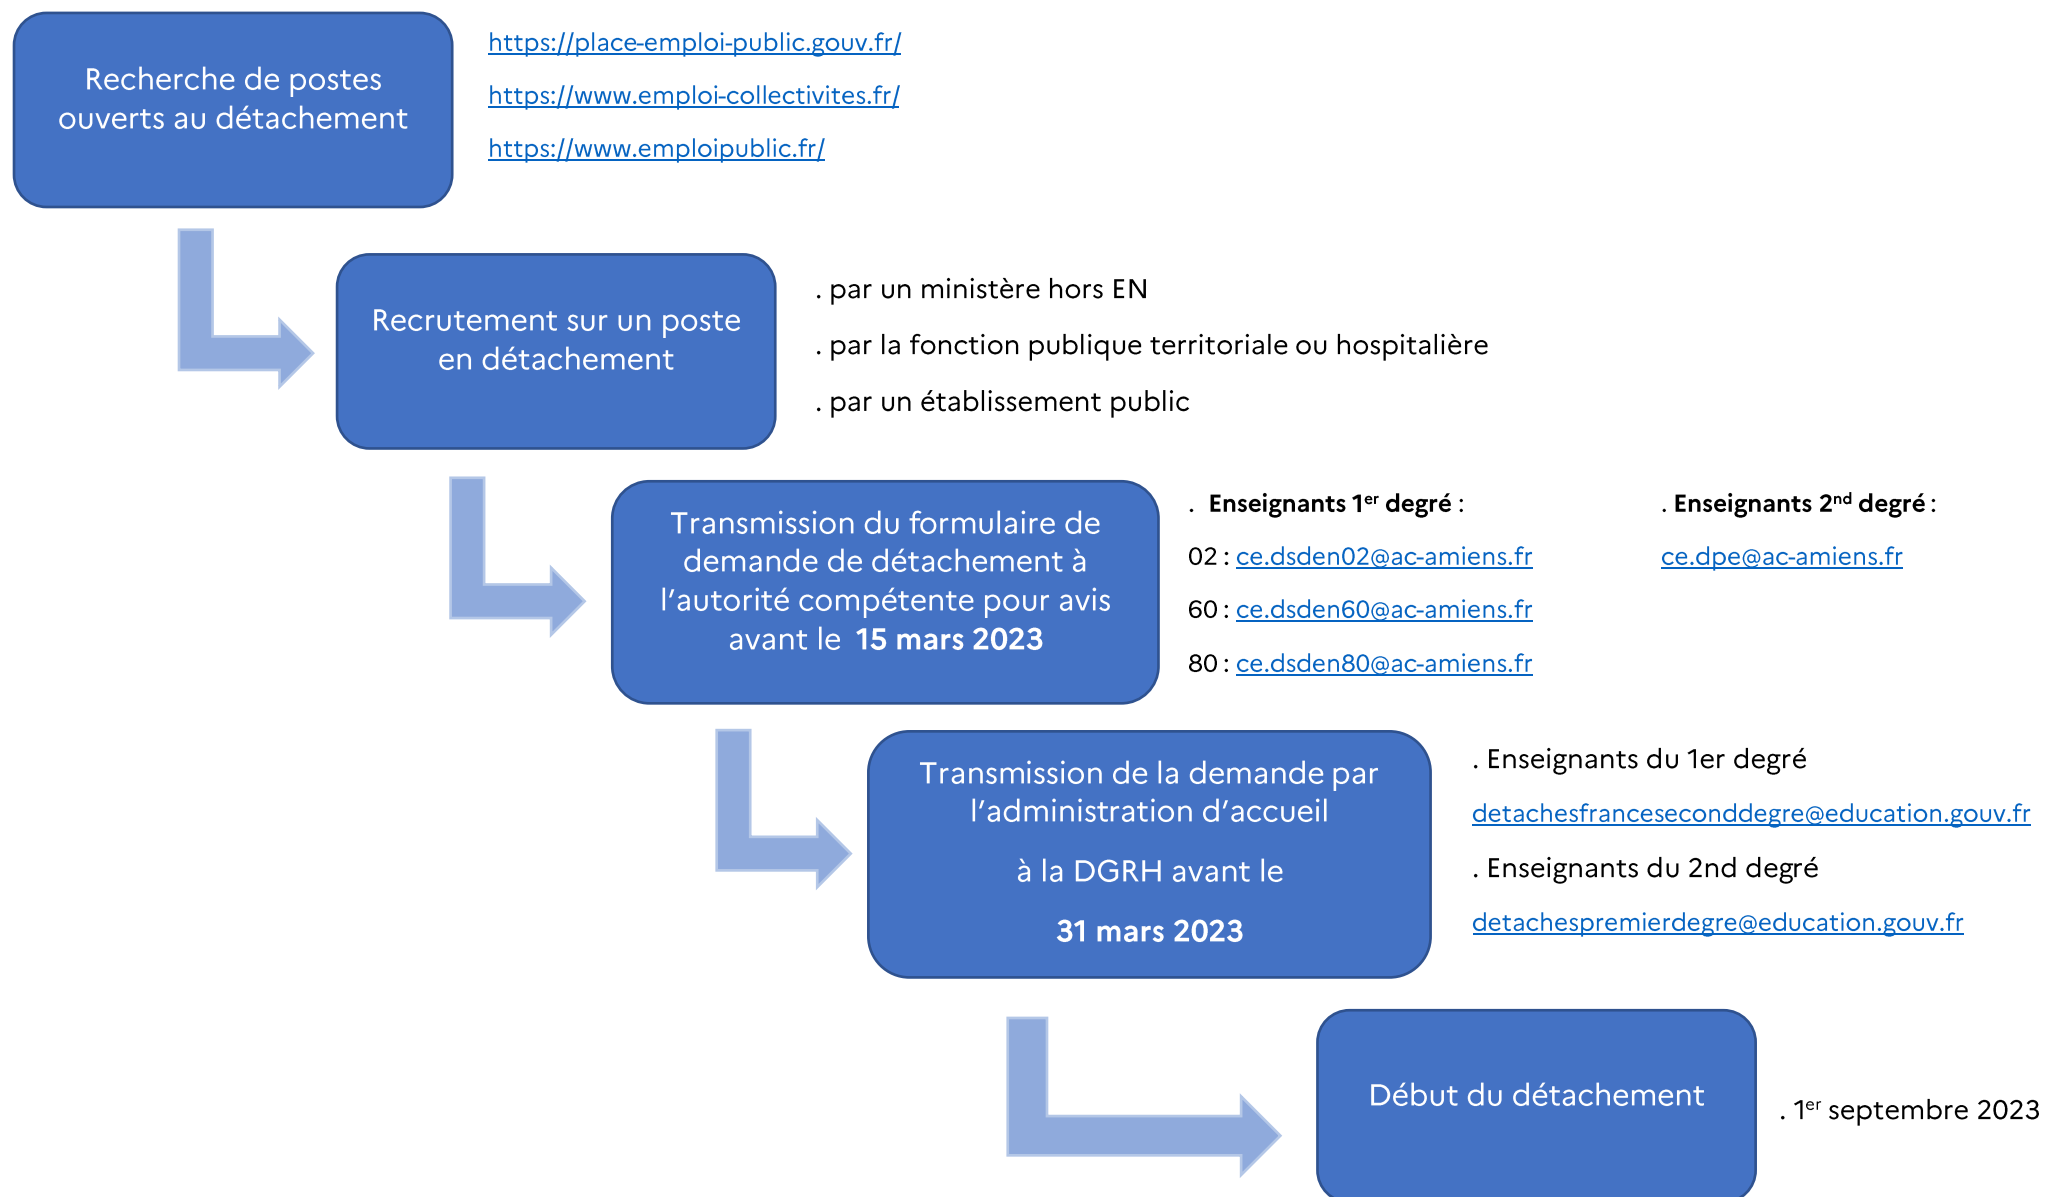 Recherche de postes
ouverts au détachement
https://place-emploi-public.gouv.fr/
https://www.emploi-collectivites.fr/
https://www.emploipublic.fr/
Recrutement sur un poste
en détachement
. par un ministère hors EN
. par la fonction publique territoriale ou hospitalière
. par un établissement public
Transmission du formulaire de
demande de détachement à
l’autorité compétente pour avis
avant le 15 mars 2023
. Enseignants 1er degré :
02 : ce.dsden02@ac-amiens.fr
60 : ce.dsden60@ac-amiens.fr
80 : ce.dsden80@ac-amiens.fr
. Enseignants 2nd degré :
ce.dpe@ac-amiens.fr
Transmission de la demande par
l’administration d’accueil
à la DGRH avant le
31 mars 2023
. Enseignants du 1er degré
detachesfranceseconddegre@education.gouv.fr
. Enseignants du 2nd degré
detachespremierdegre@education.gouv.fr
Début du détachement
. 1er septembre 2023